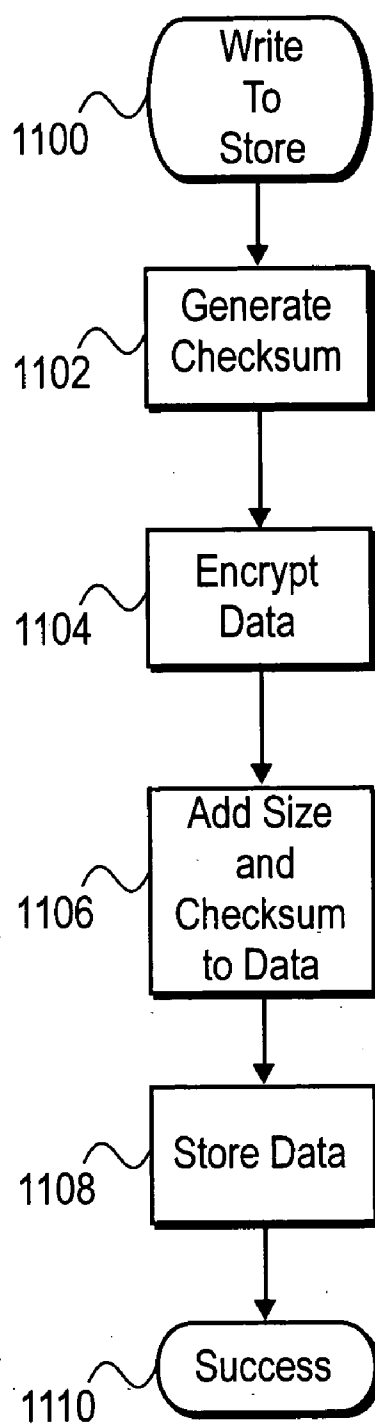 Write
To
Store
1100
Generate
Checksum
1102
Encrypt
Data
1104
Add Size
and
Checksum
to Data
1106
Store Data
1108
Success
1110